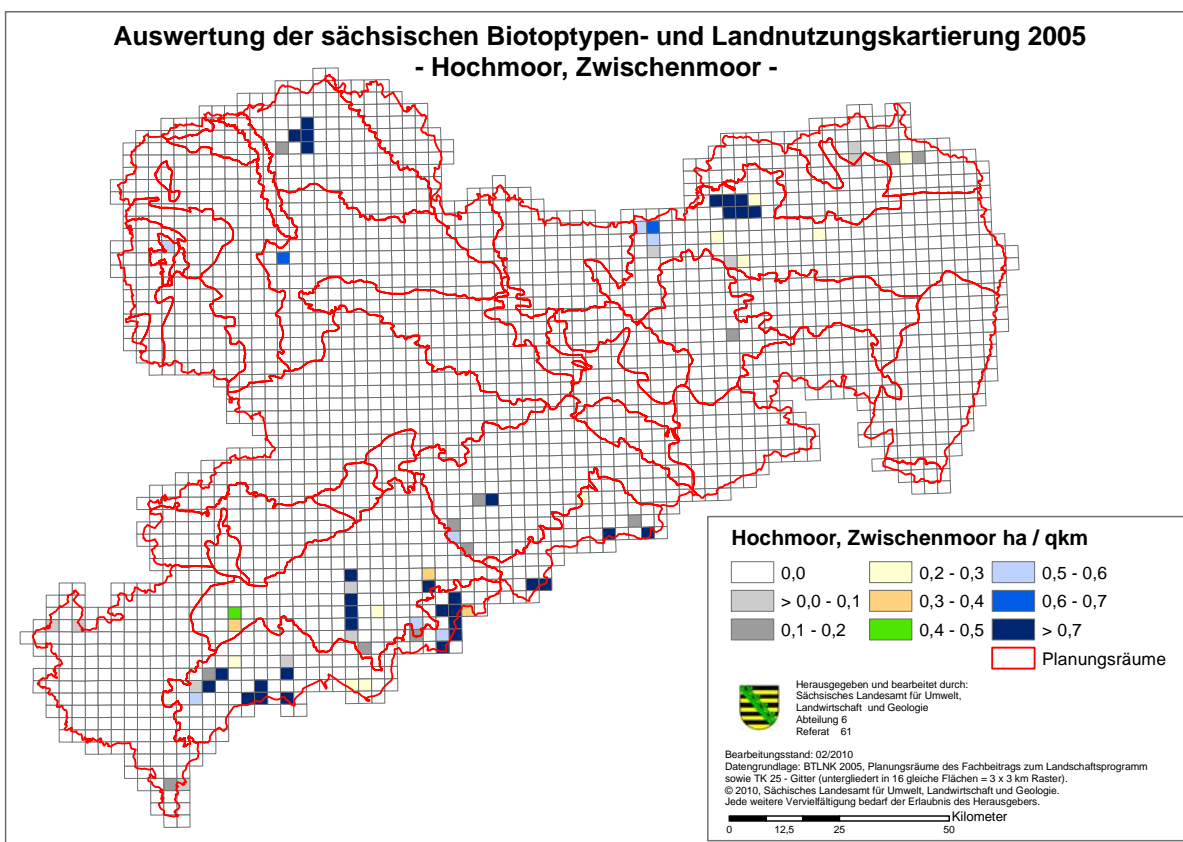 Auswertung der sächsischen Biotoptypen- und Landnutzungskartierung 2005
- Hochmoor, Zwischenmoor -
Hochmoor, Zwischenmoor ha / qkm
0,0
> 0,0 - 0,1
0,1 - 0,2
0,2 - 0,3
0,3 - 0,4
0,4 - 0,5
0,5 - 0,6
0,6 - 0,7
> 0,7
Planungsräume
Herausgegeben und bearbeitet durch:
Sächsisches Landesamt für Umwelt,
Landwirtschaft und Geologie
Abteilung 6
Referat 61
Bearbeitungsstand: 02/2010
Datengrundlage: BTLNK 2005, Planungsräume des Fachbeitrags zum Landschaftsprogramm
sowie TK 25 - Gitter (untergliedert in 16 gleiche Flächen = 3 x 3 km Raster).
© 2010, Sächisches Landesamt für Umwelt, Landwirtschaft und Geologie.
Jede weitere Vervielfältigung bedarf der Erlaubnis des Herausgebers.
Kilometer
0 12,5 25 50